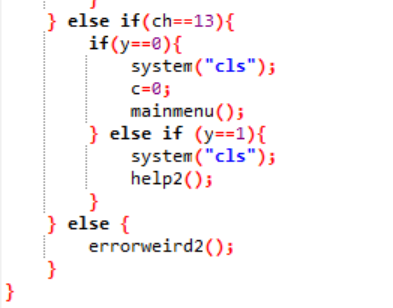 }
} else if(ch==13){
if(y==0){
system("cls");
c=0;
mainmenu();
} else if (y==1){
system("cls");
help2();
}
} else {
errorweird2();
}
}